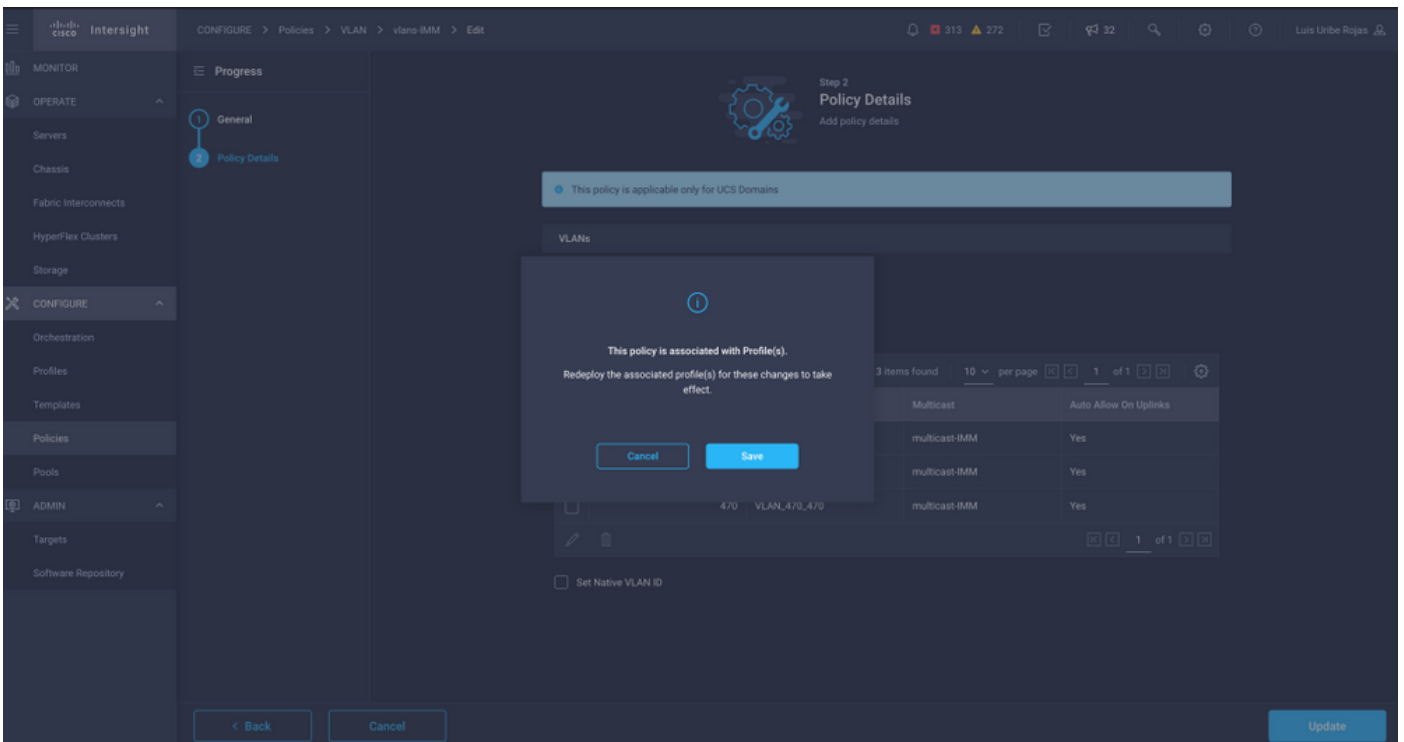 cisco Intersight
CONFIGURE > Policies > VLAN > vlans-IMM > Edit
313 272 32 Luis Uribe Rojas
MONITOR
OPERATE
Servers
Chassis
Fabric Interconnects
HyperFlex Clusters
Storage
CONFIGURE
Orchestration
Profiles
Templates
Policies
Pools
ADMIN
Targets
Software Repository
Progress
1 General
2 Policy Details
Step 2
Policy Details
Add policy details
This policy is applicable only for UCS Domains
VLANs
This policy is associated with Profile(s).
Redeploy the associated profile(s) for these changes to take
effect.
Cancel Save
3 items found 10 per page 1 of 1
Multicast Auto Allow On Uplinks
multicast-IMM Yes
multicast-IMM Yes
470 VLAN_470_470 multicast-IMM Yes
1 of 1
Set Native VLAN ID
< Back Cancel Update